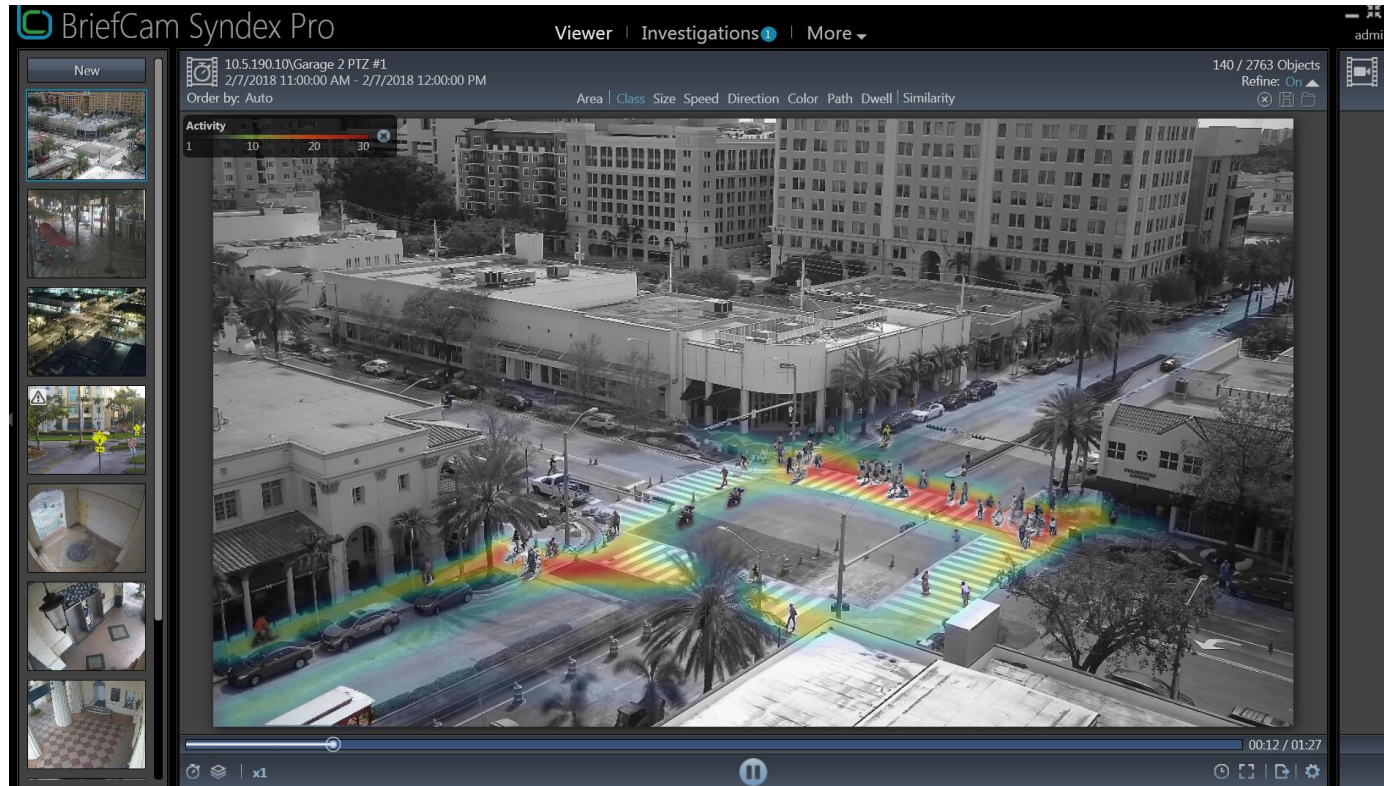 BriefCam Syndex Pro
Viewer | Investigations 1 | More
admi
New
10.5.190.10\Garage 2 PTZ #1
2/7/2018 11:00:00 AM - 2/7/2018 12:00:00 PM
Order by: Auto
Area | Class Size Speed Direction Color Path Dwell | Similarity
140 / 2763 Objects
Refine: On
Activity
1 10 20 30
00:12 / 01:27
x1